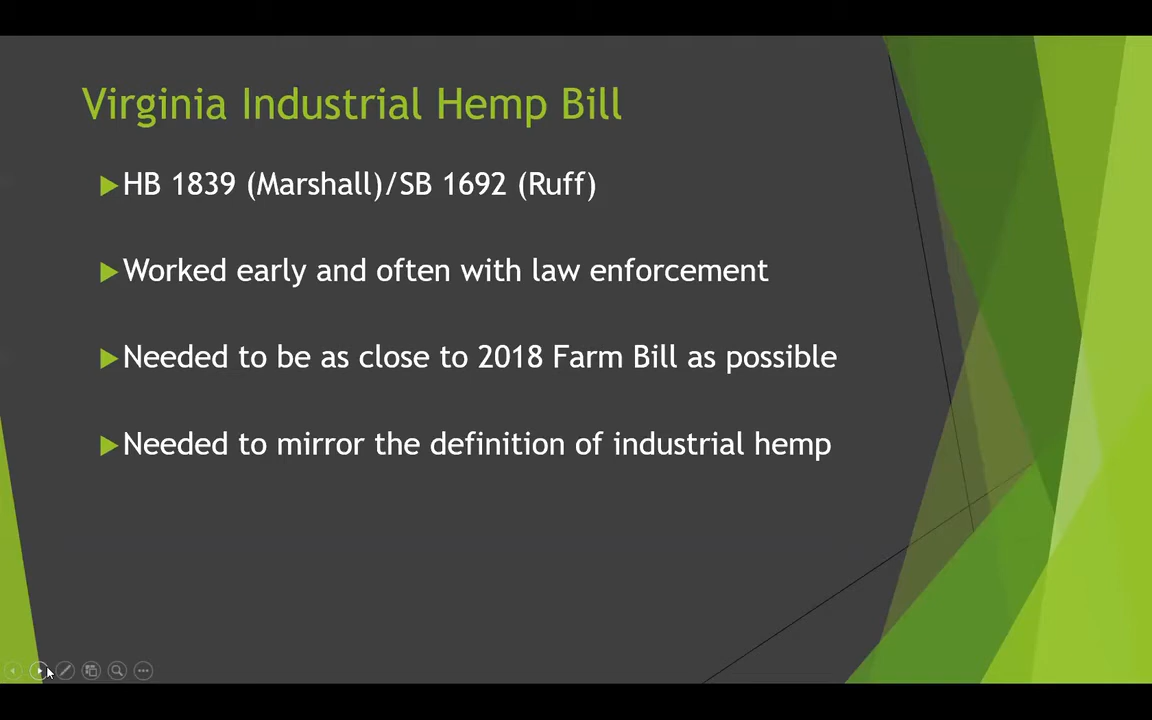 Virginia Industrial Hemp Bill
HB 1839 (Marshall)/SB 1692 (Ruff)
Worked early and often with law enforcement
Needed to be as close to 2018 Farm Bill as possible
Needed to mirror the definition of industrial hemp